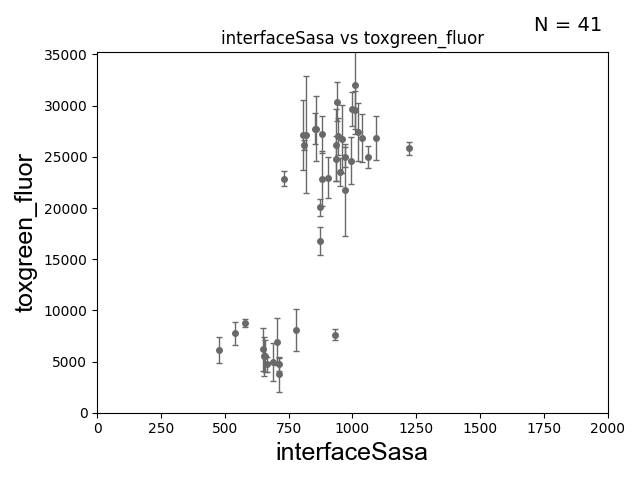 N = 41
interfaceSasa vs toxgreen_fluor
35000
30000
25000
20000
15000
10000
5000
0
toxgreen_fluor
0 250 500 750 1000 1250 1500 1750 2000
interfaceSasa